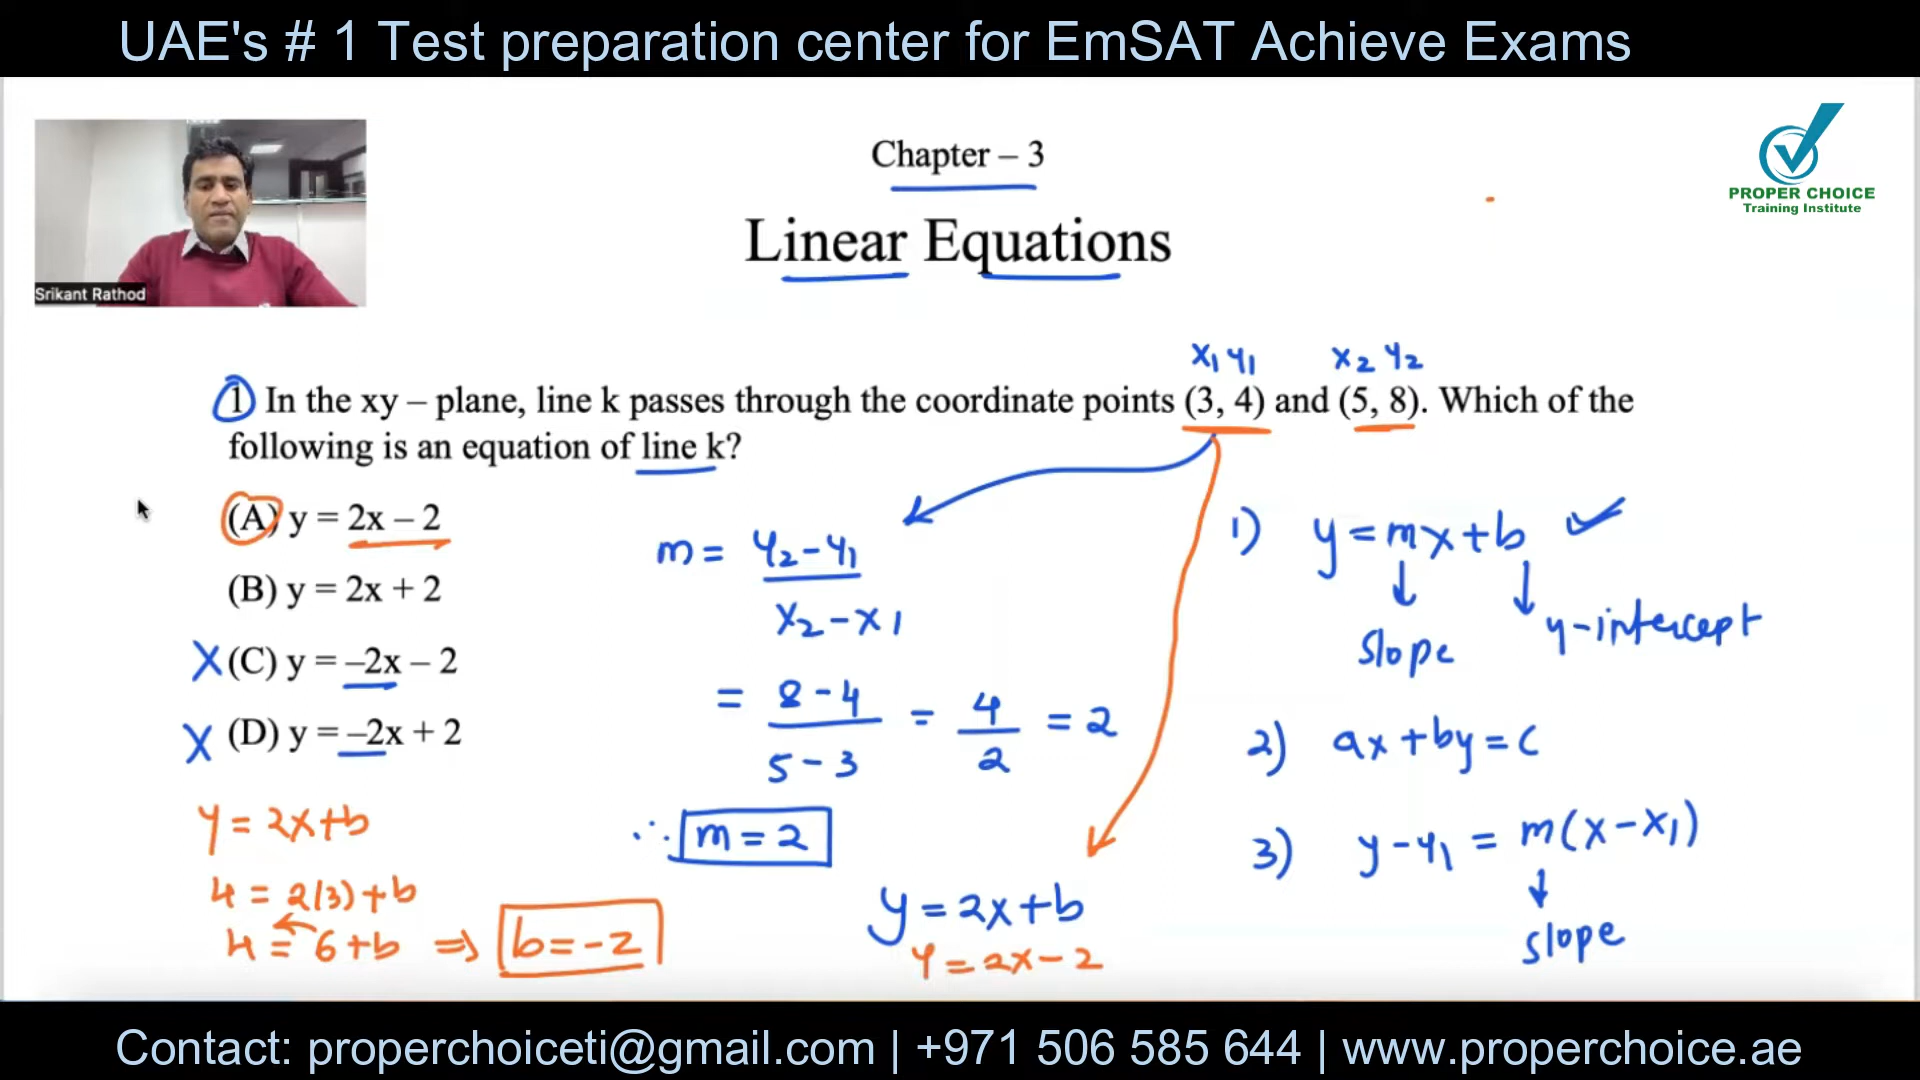 UAE's # 1 Test preparation center for EmSAT Achieve Exams
PROPER CHOICE
Training Institute
Srikant Rathod
Chapter – 3
Linear Equations
x1 y1 x2 y2
1) In the xy – plane, line k passes through the coordinate points (3, 4) and (5, 8). Which of the
following is an equation of line k?
(A) y = 2x – 2
(B) y = 2x + 2
X (C) y = –2x – 2
X (D) y = –2x + 2
y = 2x+b
4 = 2(3)+b
4 = 6+b ⇒ b = -2
m = y2-y1
x2-x1
= 8-4 = 4 = 2
5-3 2
∴ m = 2
y = 2x+b
y = 2x-2
1) y = mx+b ✓
↓ ↓
slope y-intercept
2) ax+by=c
3) y-y1 = m(x-x1)
↓
slope
Contact: properchoiceti@gmail.com | +971 506 585 644 | www.properchoice.ae